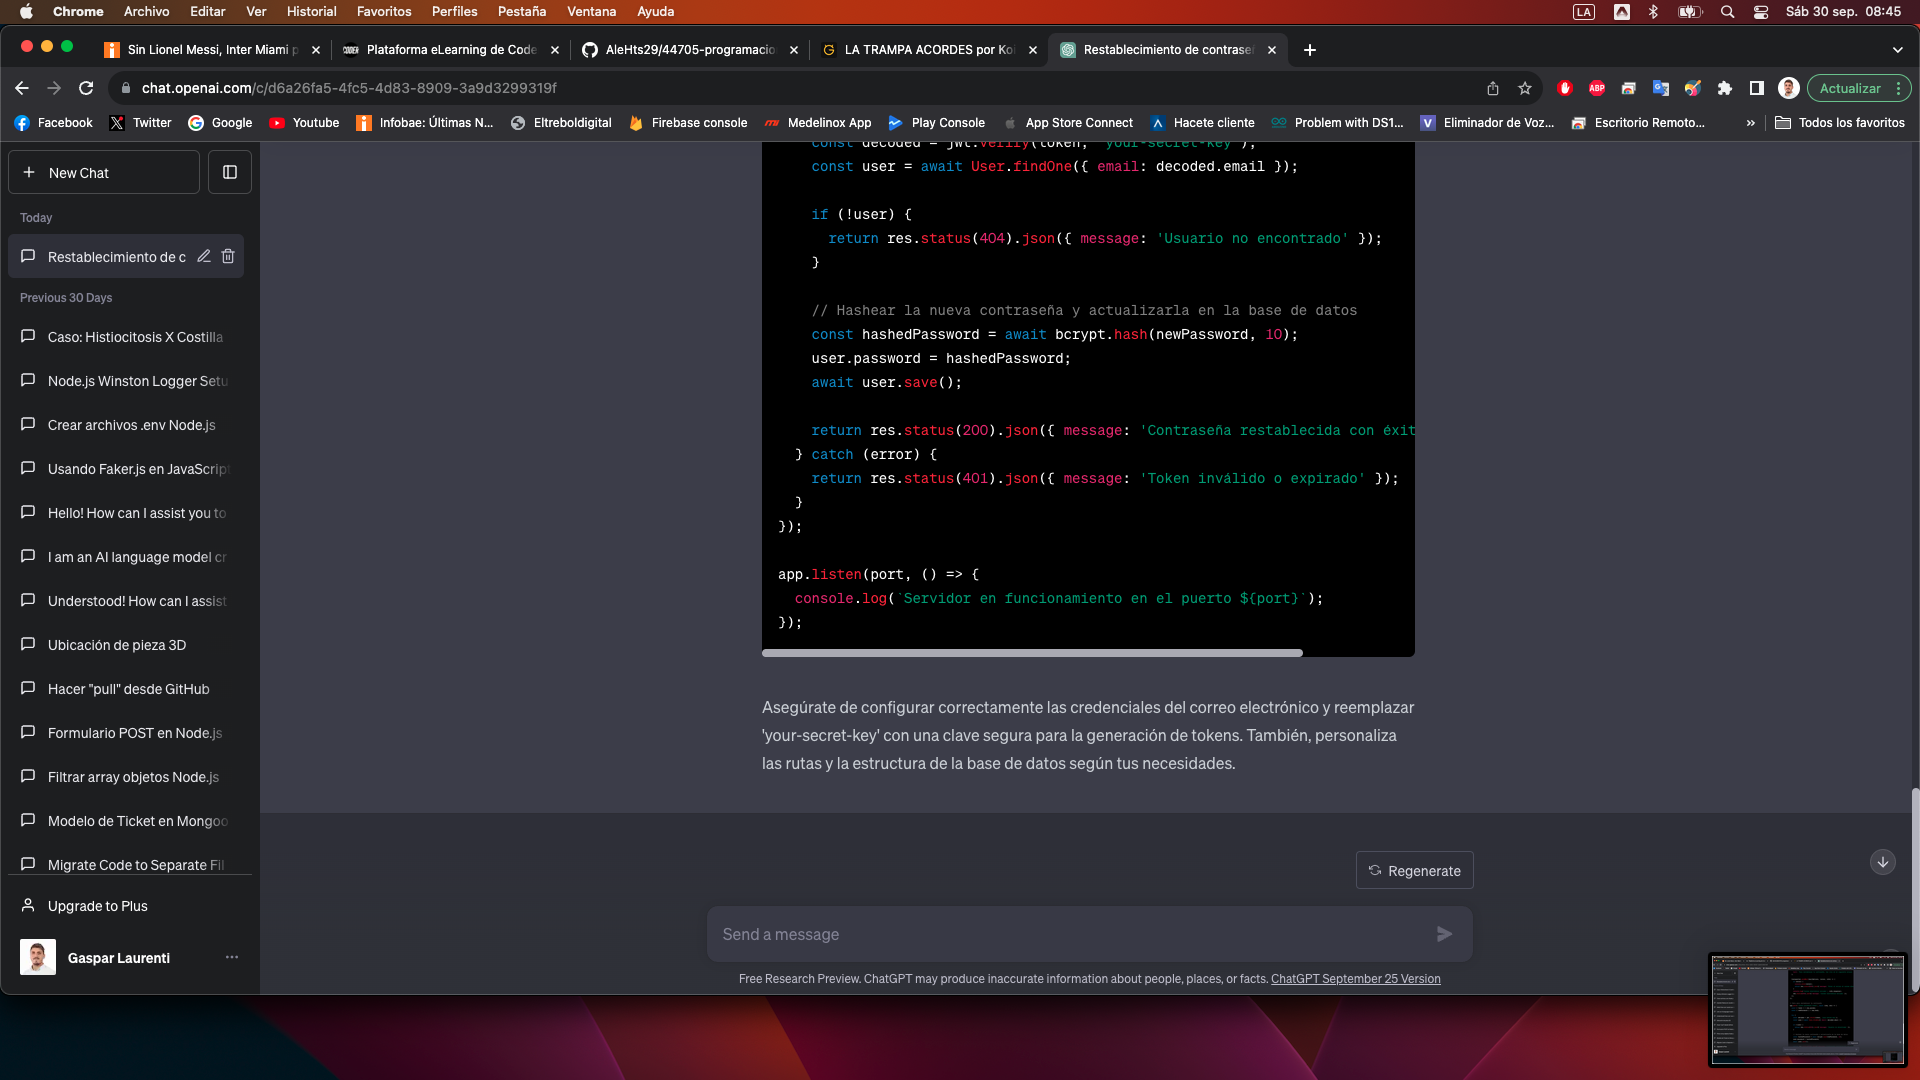 Chrome Archivo Editar Ver Historial Favoritos Perfiles Pestaña Ventana Ayuda LA Sáb 30 sep. 08:45
Sin Lionel Messi, Inter Miami p Plataforma eLearning de Code AleHts29/44705-programacio LA TRAMPA ACORDES por Koi Restablecimiento de contrase
chat.openai.com/c/d6a26fa5-4fc5-4d83-8909-3a9d3299319f ABP Actualizar
Facebook Twitter Google Youtube Infobae: Últimas N... Eltreboldigital Firebase console Medelinox App Play Console App Store Connect Hacete cliente Problem with DS1... Eliminador de Voz... Escritorio Remoto... » Todos los favoritos
New Chat
Today
Restablecimiento de c
Previous 30 Days
Caso: Histiocitosis X Costilla
Node.js Winston Logger Setu
Crear archivos .env Node.js
Usando Faker.js en JavaScrip
Hello! How can I assist you to
I am an AI language model cr
Understood! How can I assist
Ubicación de pieza 3D
Hacer "pull" desde GitHub
Formulario POST en Node.js
Filtrar array objetos Node.js
Modelo de Ticket en Mongoo
Migrate Code to Separate Fil
Upgrade to Plus
Gaspar Laurenti
const decoded = jwt.verify(token, 'your-secret-key');
const user = await User.findOne({ email: decoded.email });
if (!user) {
return res.status(404).json({ message: 'Usuario no encontrado' });
}
// Hashear la nueva contraseña y actualizarla en la base de datos
const hashedPassword = await bcrypt.hash(newPassword, 10);
user.password = hashedPassword;
await user.save();
return res.status(200).json({ message: 'Contraseña restablecida con éxit
} catch (error) {
return res.status(401).json({ message: 'Token inválido o expirado' });
}
});
app.listen(port, () => {
console.log(`Servidor en funcionamiento en el puerto ${port}`);
});
Asegúrate de configurar correctamente las credenciales del correo electrónico y reemplazar
'your-secret-key' con una clave segura para la generación de tokens. También, personaliza
las rutas y la estructura de la base de datos según tus necesidades.
Regenerate
Send a message
Free Research Preview. ChatGPT may produce inaccurate information about people, places, or facts. ChatGPT September 25 Version